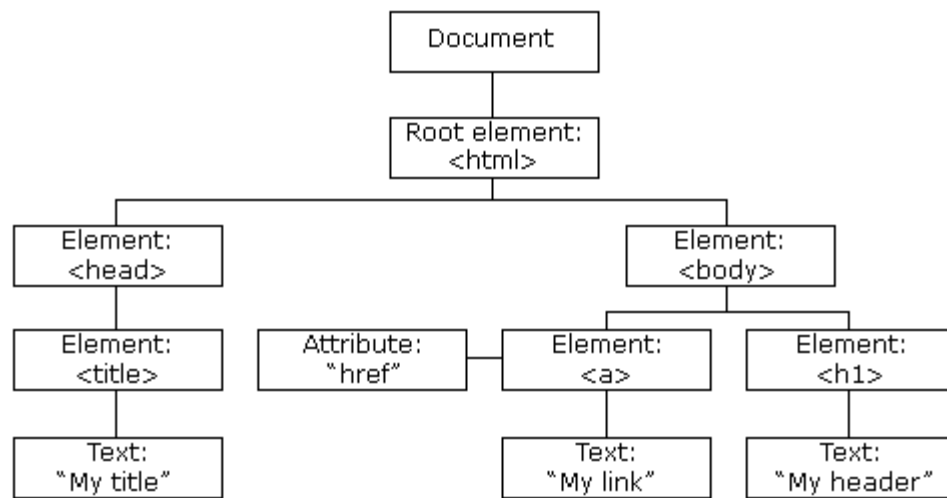 Document
Root element:
<html>
Element:
<head>
Element:
<body>
Element:
<title>
Attribute:
“href”
Element:
<a>
Element:
<h1>
Text:
“My title”
Text:
“My link”
Text:
“My header”